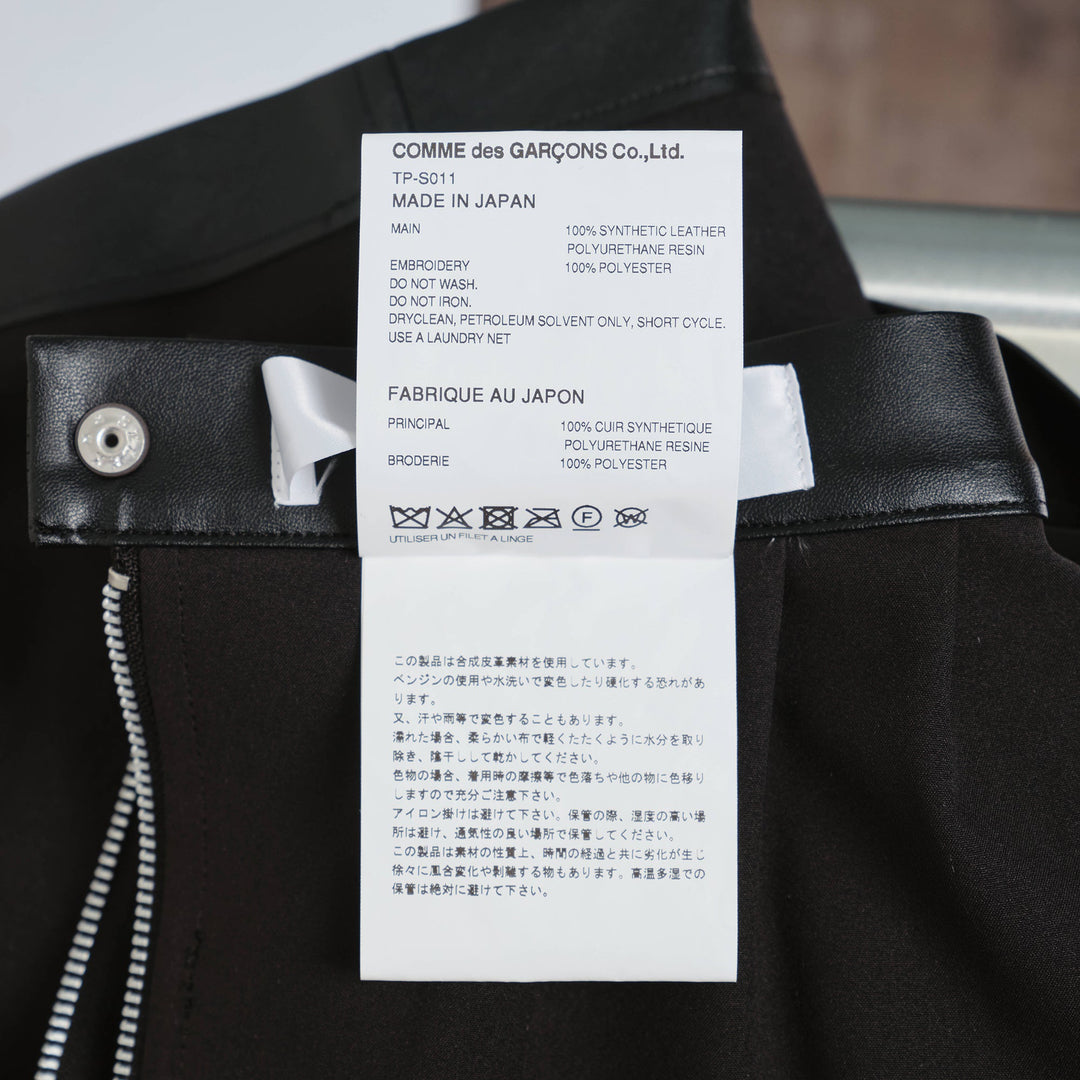 COMME des GARÇONS Co.,Ltd.
TP-S011
MADE IN JAPAN
MAIN 100% SYNTHETIC LEATHER
POLYURETHANE RESIN
EMBROIDERY 100% POLYESTER
DO NOT WASH.
DO NOT IRON.
DRYCLEAN, PETROLEUM SOLVENT ONLY, SHORT CYCLE.
USE A LAUNDRY NET
FABRIQUE AU JAPON
PRINCIPAL 100% CUIR SYNTHETIQUE
POLYURETHANE RESINE
BRODERIE 100% POLYESTER
F W
UTILISER UN FILET A LINGE
この製品は合成皮革素材を使用しています。
ベンジンの使用や水洗いで変色したり硬化する恐れがあ
ります。
又、汗や雨等で変色することもあります。
濡れた場合、柔らかい布で軽くたたくように水分を取り
除き、陰干しして乾かしてください。
色物の場合、着用時の摩擦等で色落ちや他の物に色移り
しますので充分ご注意下さい。
アイロン掛けは避けて下さい。保管の際、湿度の高い場
所は避け、通気性の良い場所で保管してください。
この製品は素材の性質上、時間の経過と共に劣化が生じ
徐々に風合変化や剥離する物もあります。高温多湿での
保管は絶対に避けて下さい。